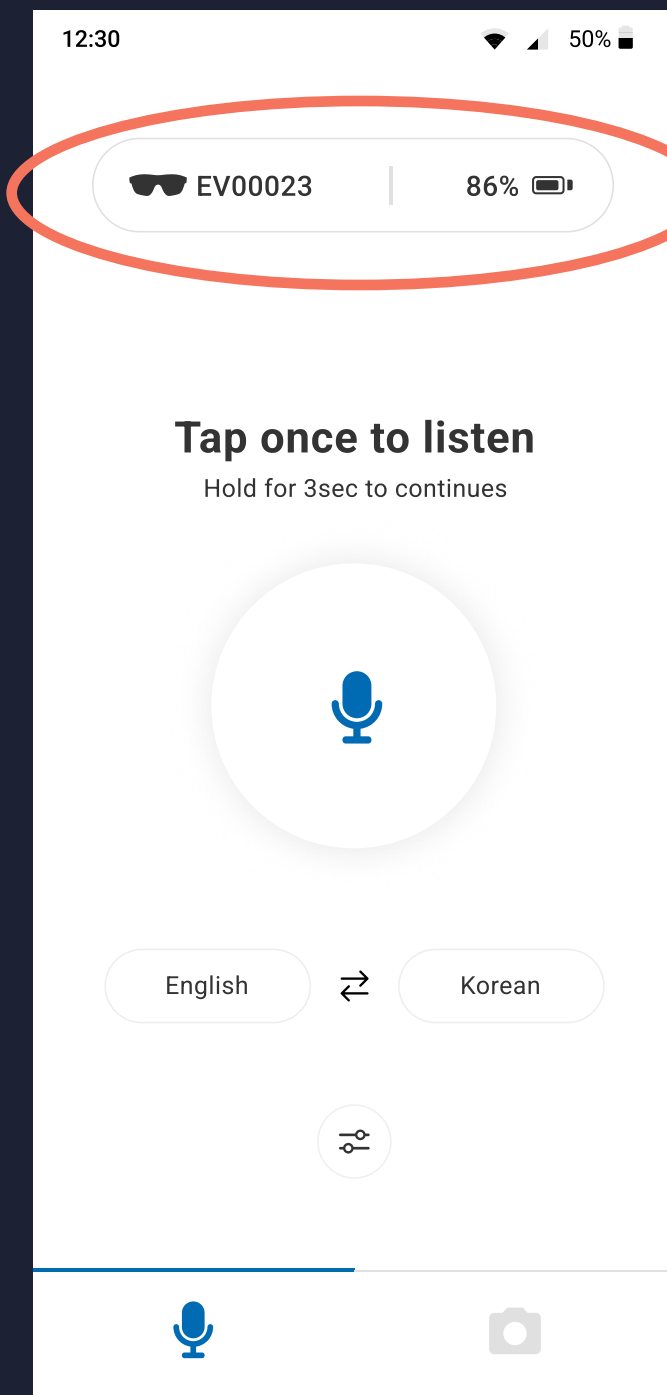 12:30 50%
EV00023 86%
Tap once to listen
Hold for 3sec to continues
English Korean